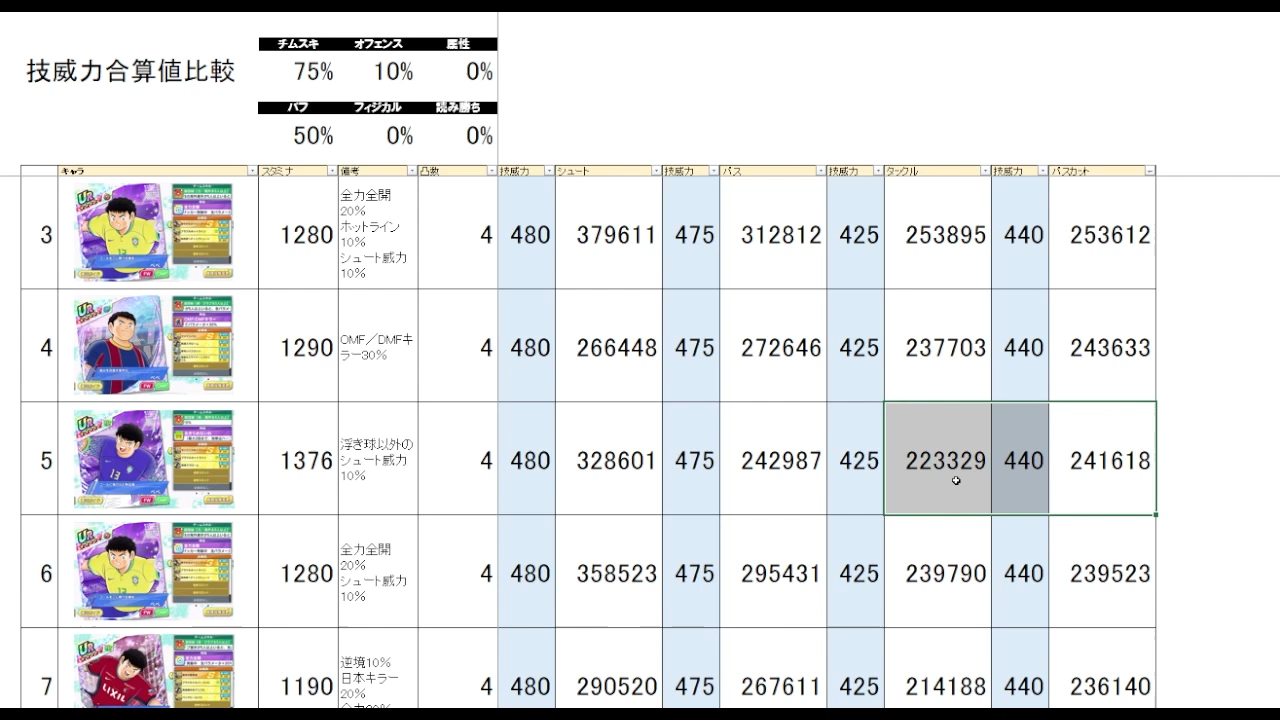 チムスキ オフェンス 属性
技威力合算値比較
75% 10% 0%
バフ フィジカル 読み勝ち
50% 0% 0%
キャラ スタミナ 備考 凸数 技威力 シュート 技威力 パス 技威力 タックル 技威力 パスカット
3 1280 4 480 379611 475 312812 425 253895 440 253612
全力全開
20%
ホットライン
10%
シュート威力
10%
4 1290 4 480 266448 475 272646 425 237703 440 243633
OMF/DMFキ
ラー30%
5 1376 4 480 328601 475 242987 425 223329 440 241618
浮き球以外の
シュート威力
10%
6 1280 4 480 358523 475 295431 425 239790 440 239523
全力全開
20%
シュート威力
10%
7 1190 4 480 290520 475 267611 425 214188 440 236140
逆境10%
日本キラー
20%
LIXIL